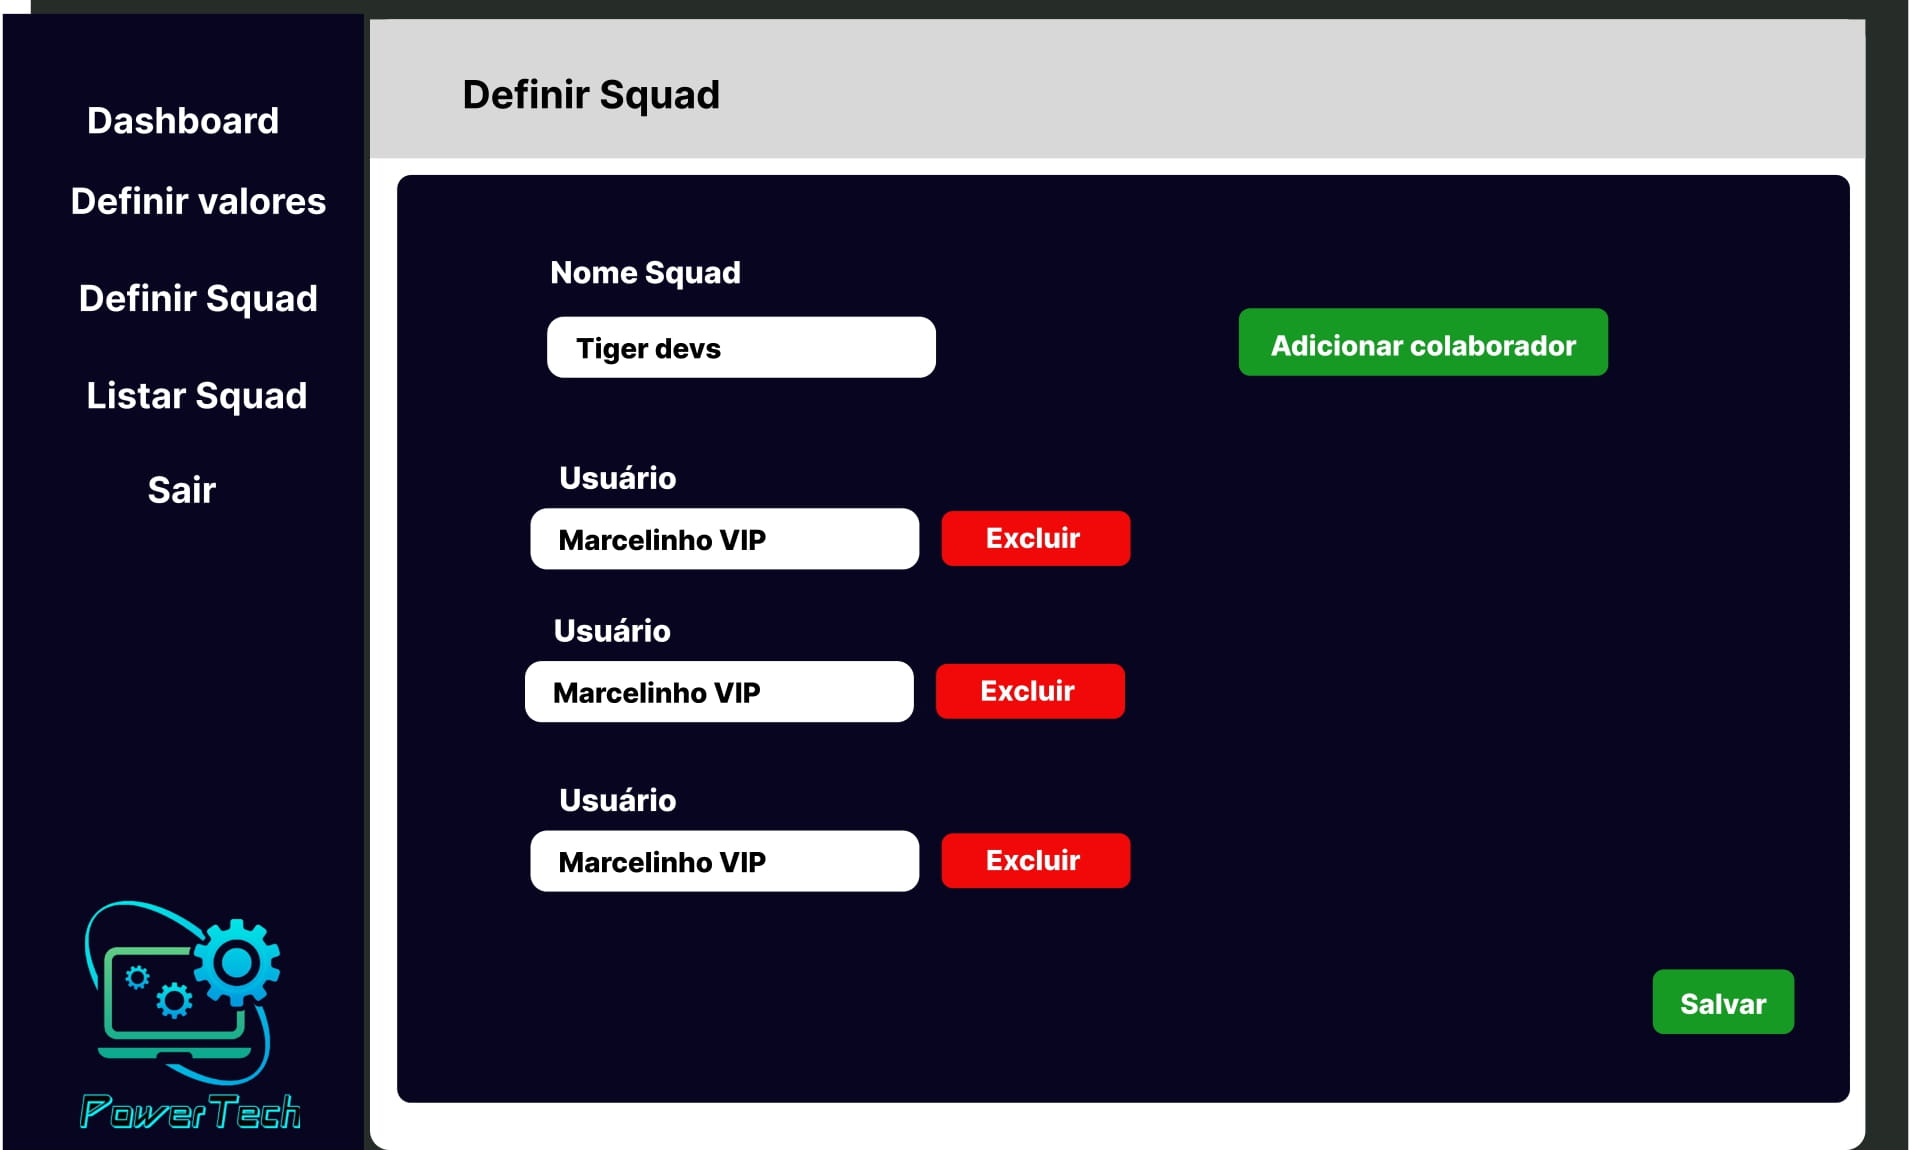 Dashboard
Definir valores
Definir Squad
Listar Squad
Sair
PowerTech
Definir Squad
Nome Squad
Tiger devs
Adicionar colaborador
Usuário
Marcelinho VIP
Excluir
Usuário
Marcelinho VIP
Excluir
Usuário
Marcelinho VIP
Excluir
Salvar